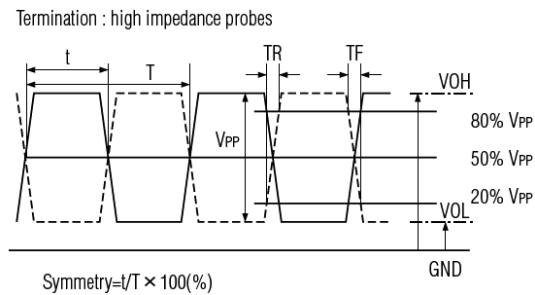 Termination : high impedance probes
t
T
TR
TF
VOH
80% VPP
VPP
50% VPP
20% VPP
VOL
GND
Symmetry=t/T × 100(%)